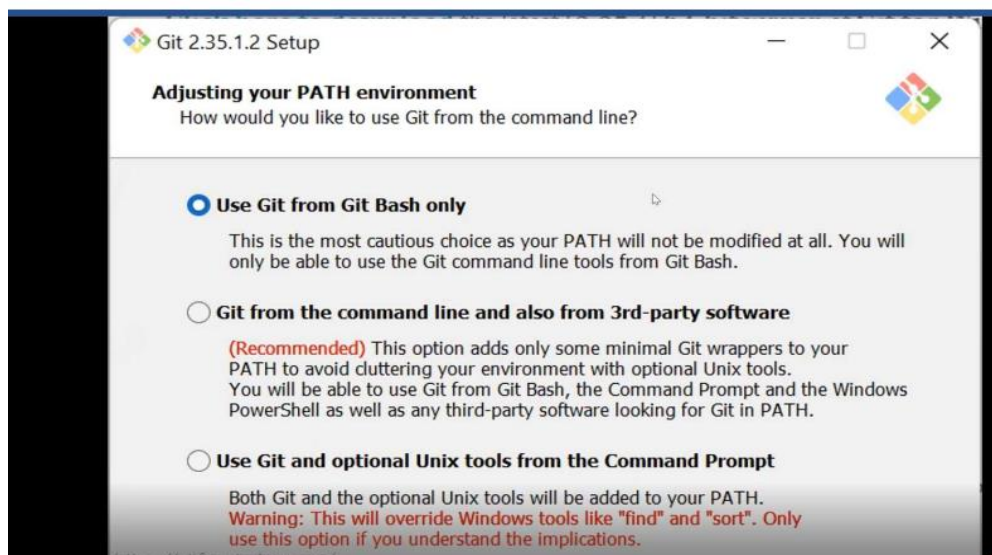 Git 2.35.1.2 Setup
Adjusting your PATH environment
How would you like to use Git from the command line?
Use Git from Git Bash only
This is the most cautious choice as your PATH will not be modified at all. You will
only be able to use the Git command line tools from Git Bash.
Git from the command line and also from 3rd-party software
(Recommended) This option adds only some minimal Git wrappers to your
PATH to avoid cluttering your environment with optional Unix tools.
You will be able to use Git from Git Bash, the Command Prompt and the Windows
PowerShell as well as any third-party software looking for Git in PATH.
Use Git and optional Unix tools from the Command Prompt
Both Git and the optional Unix tools will be added to your PATH.
Warning: This will override Windows tools like "find" and "sort". Only
use this option if you understand the implications.